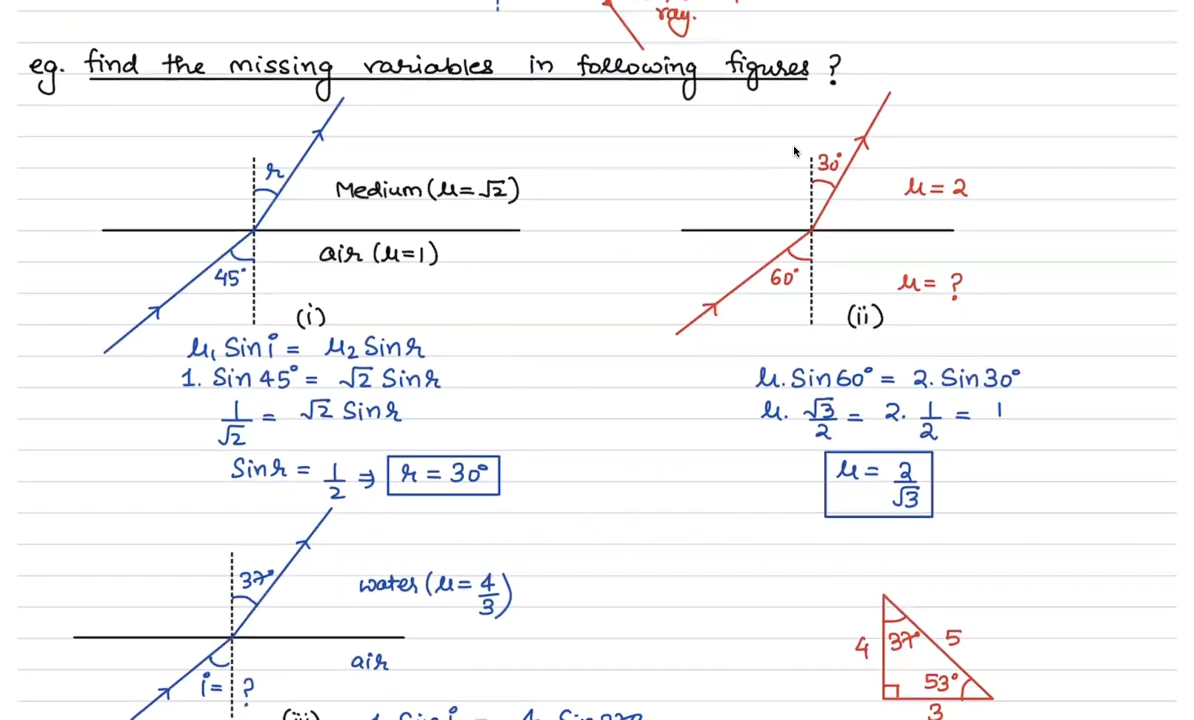 ray.
eg. find the missing variables in following figures ?
r
Medium (μ=√2)
air (μ=1)
45°
(i)
30°
μ = 2
60°
μ = ?
(ii)
μ₁ Sin i = μ₂ Sin r
1. Sin 45° = √2 Sin r
1/√2 = √2 Sin r
Sin r = 1/2 ⇒ r = 30°
μ. Sin 60° = 2. Sin 30°
μ. √3/2 = 2. 1/2 = 1
μ = 2/√3
37°
water (μ = 4/3)
air
i = ?
4
37°
5
53°
3